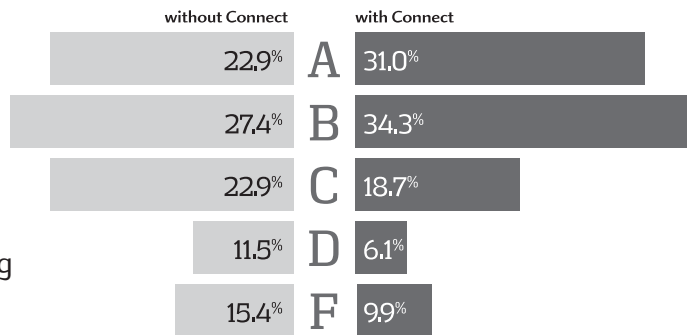 without Connect with Connect
22.9% A 31.0%
27.4% B 34.3%
22.9% C 18.7%
11.5% D 6.1%
g
15.4% F 9.9%